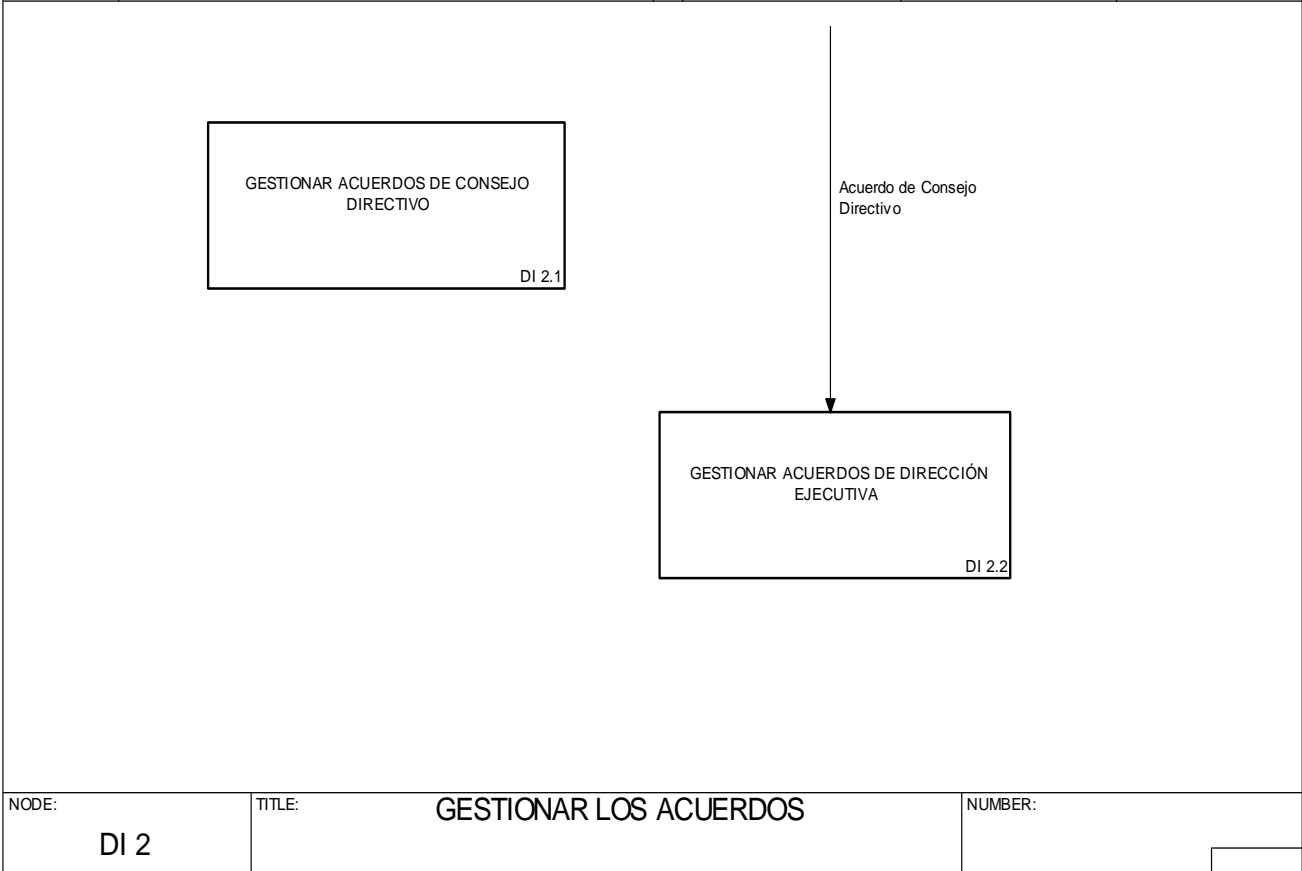 GESTIONAR ACUERDOS DE CONSEJO
DIRECTIVO
DI 2.1
Acuerdo de Consejo
Directivo
GESTIONAR ACUERDOS DE DIRECCIÓN
EJECUTIVA
DI 2.2
NODE:
DI 2
TITLE:
GESTIONAR LOS ACUERDOS
NUMBER: